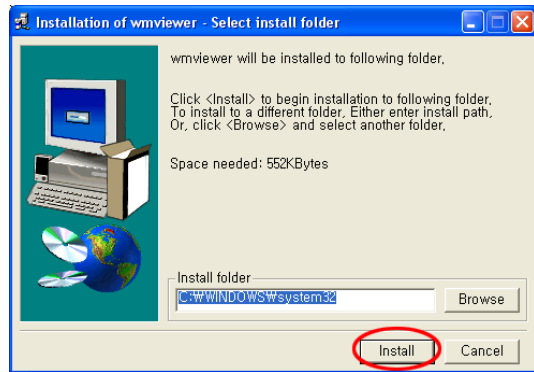 Installation of wmviewer - Select install folder
wmviewer will be installed to following folder,
Click <Install> to begin installation to following folder,
To install to a different folder, Either enter install path,
Or, click <Browse> and select another folder,
Space needed: 552KBytes
Install folder
C:₩WINDOWS₩system32
Browse
Install
Cancel